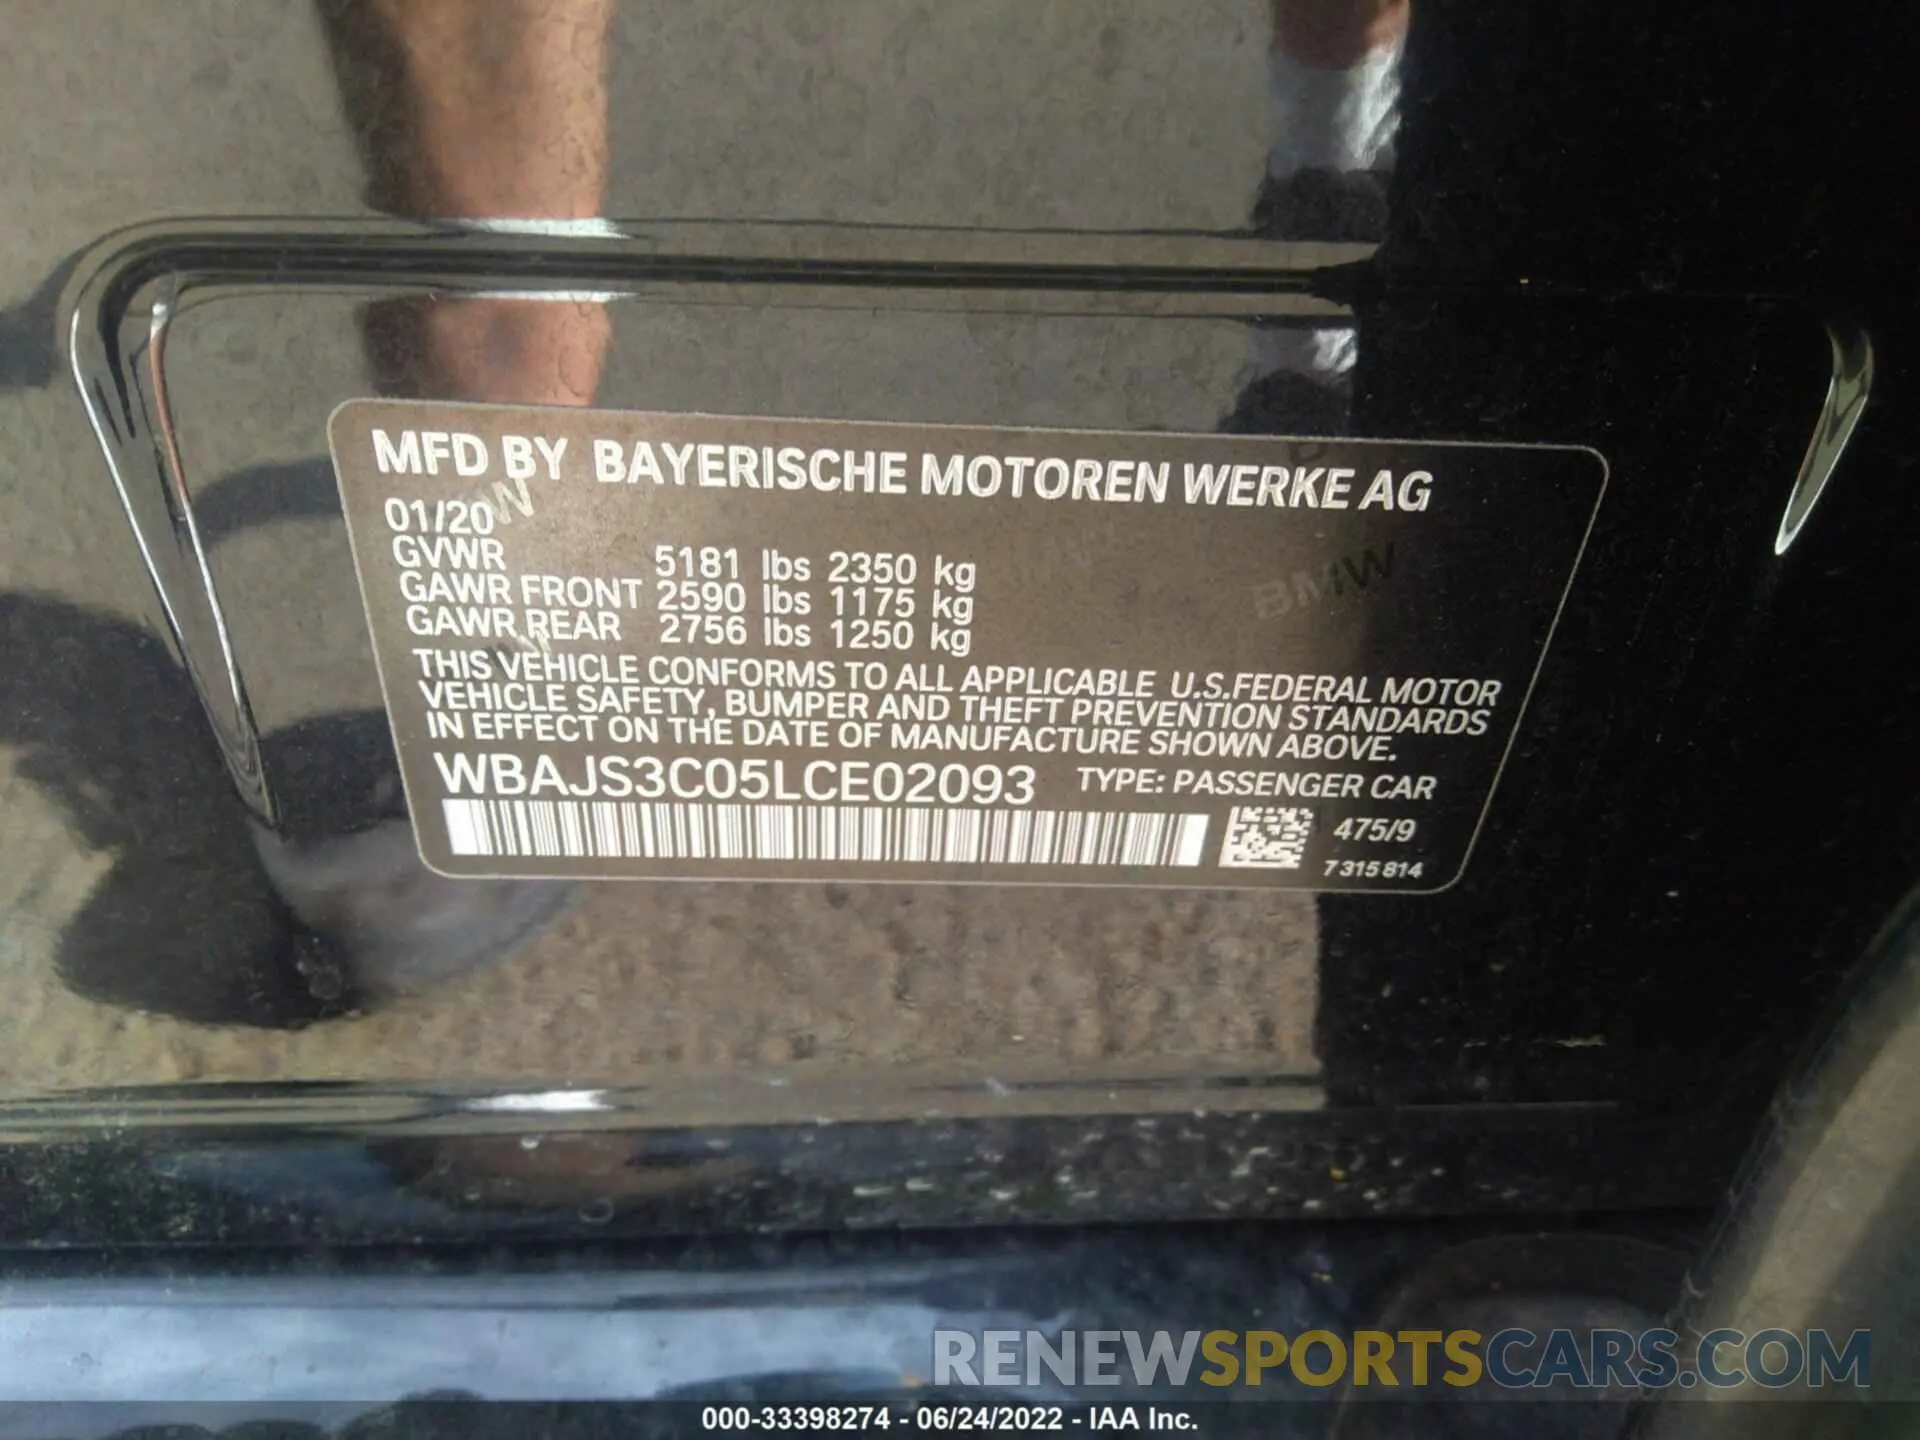 MFD BY BAYERISCHE MOTOREN WERKE AG
01/20
GVWR 5181 lbs 2350 kg
GAWR FRONT 2590 lbs 1175 kg
GAWR REAR 2756 lbs 1250 kg
THIS VEHICLE CONFORMS TO ALL APPLICABLE U.S.FEDERAL MOTOR
VEHICLE SAFETY, BUMPER AND THEFT PREVENTION STANDARDS
IN EFFECT ON THE DATE OF MANUFACTURE SHOWN ABOVE.
WBAJS3C05LCE02093 TYPE: PASSENGER CAR
475/9
7 315 814
BMW
RENEWSPORTSCARS.COM
000-33398274 - 06/24/2022 - IAA Inc.